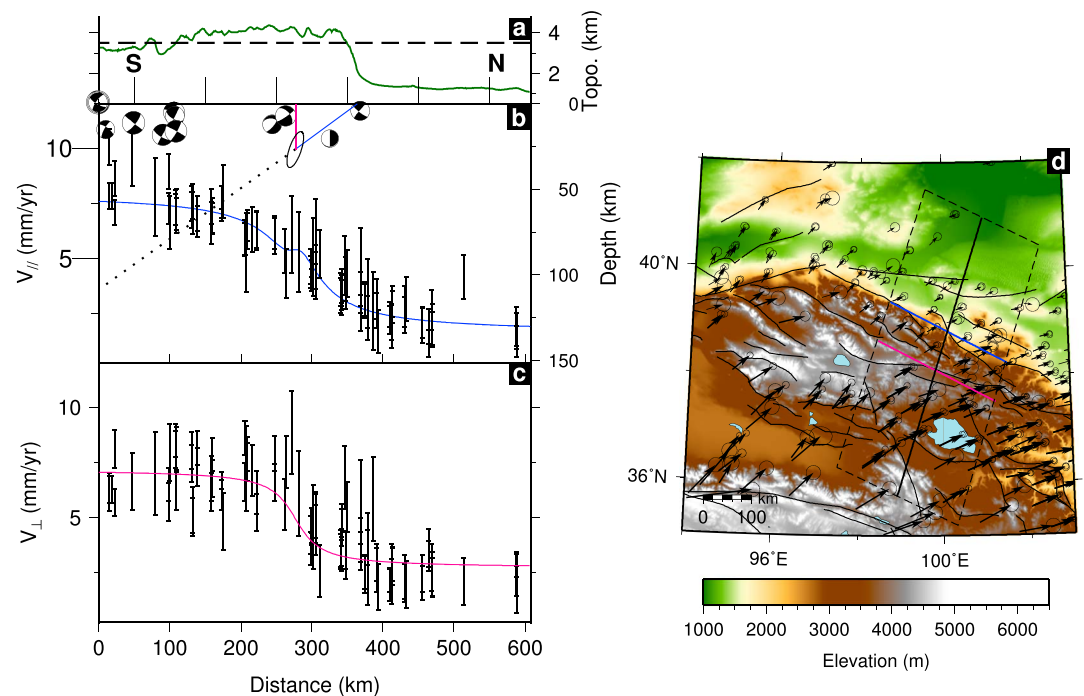 a
4
2
0
Topo. (km)
S
N
b
10
5
V// (mm/yr)
50
100
150
Depth (km)
c
10
5
V⊥ (mm/yr)
0 100 200 300 400 500 600
Distance (km)
d
40˚N
36˚N
96˚E 100˚E
km
0 100
1000 2000 3000 4000 5000 6000
Elevation (m)